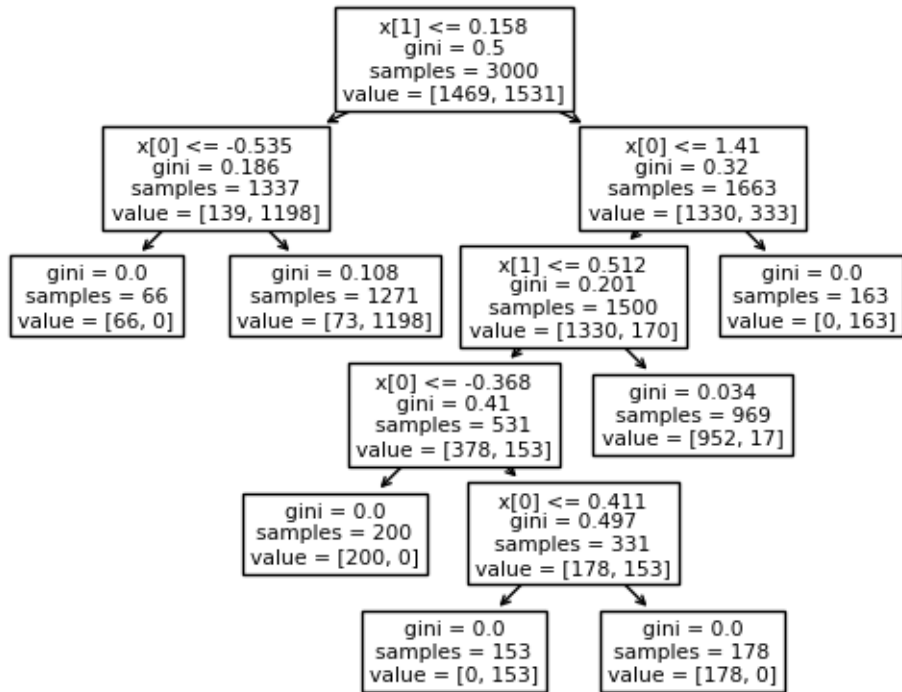 x[1] <= 0.158
gini = 0.5
samples = 3000
value = [1469, 1531]
x[0] <= -0.535
gini = 0.186
samples = 1337
value = [139, 1198]
x[0] <= 1.41
gini = 0.32
samples = 1663
value = [1330, 333]
gini = 0.0
samples = 66
value = [66, 0]
gini = 0.108
samples = 1271
value = [73, 1198]
x[1] <= 0.512
gini = 0.201
samples = 1500
value = [1330, 170]
gini = 0.0
samples = 163
value = [0, 163]
x[0] <= -0.368
gini = 0.41
samples = 531
value = [378, 153]
gini = 0.034
samples = 969
value = [952, 17]
gini = 0.0
samples = 200
value = [200, 0]
x[0] <= 0.411
gini = 0.497
samples = 331
value = [178, 153]
gini = 0.0
samples = 153
value = [0, 153]
gini = 0.0
samples = 178
value = [178, 0]